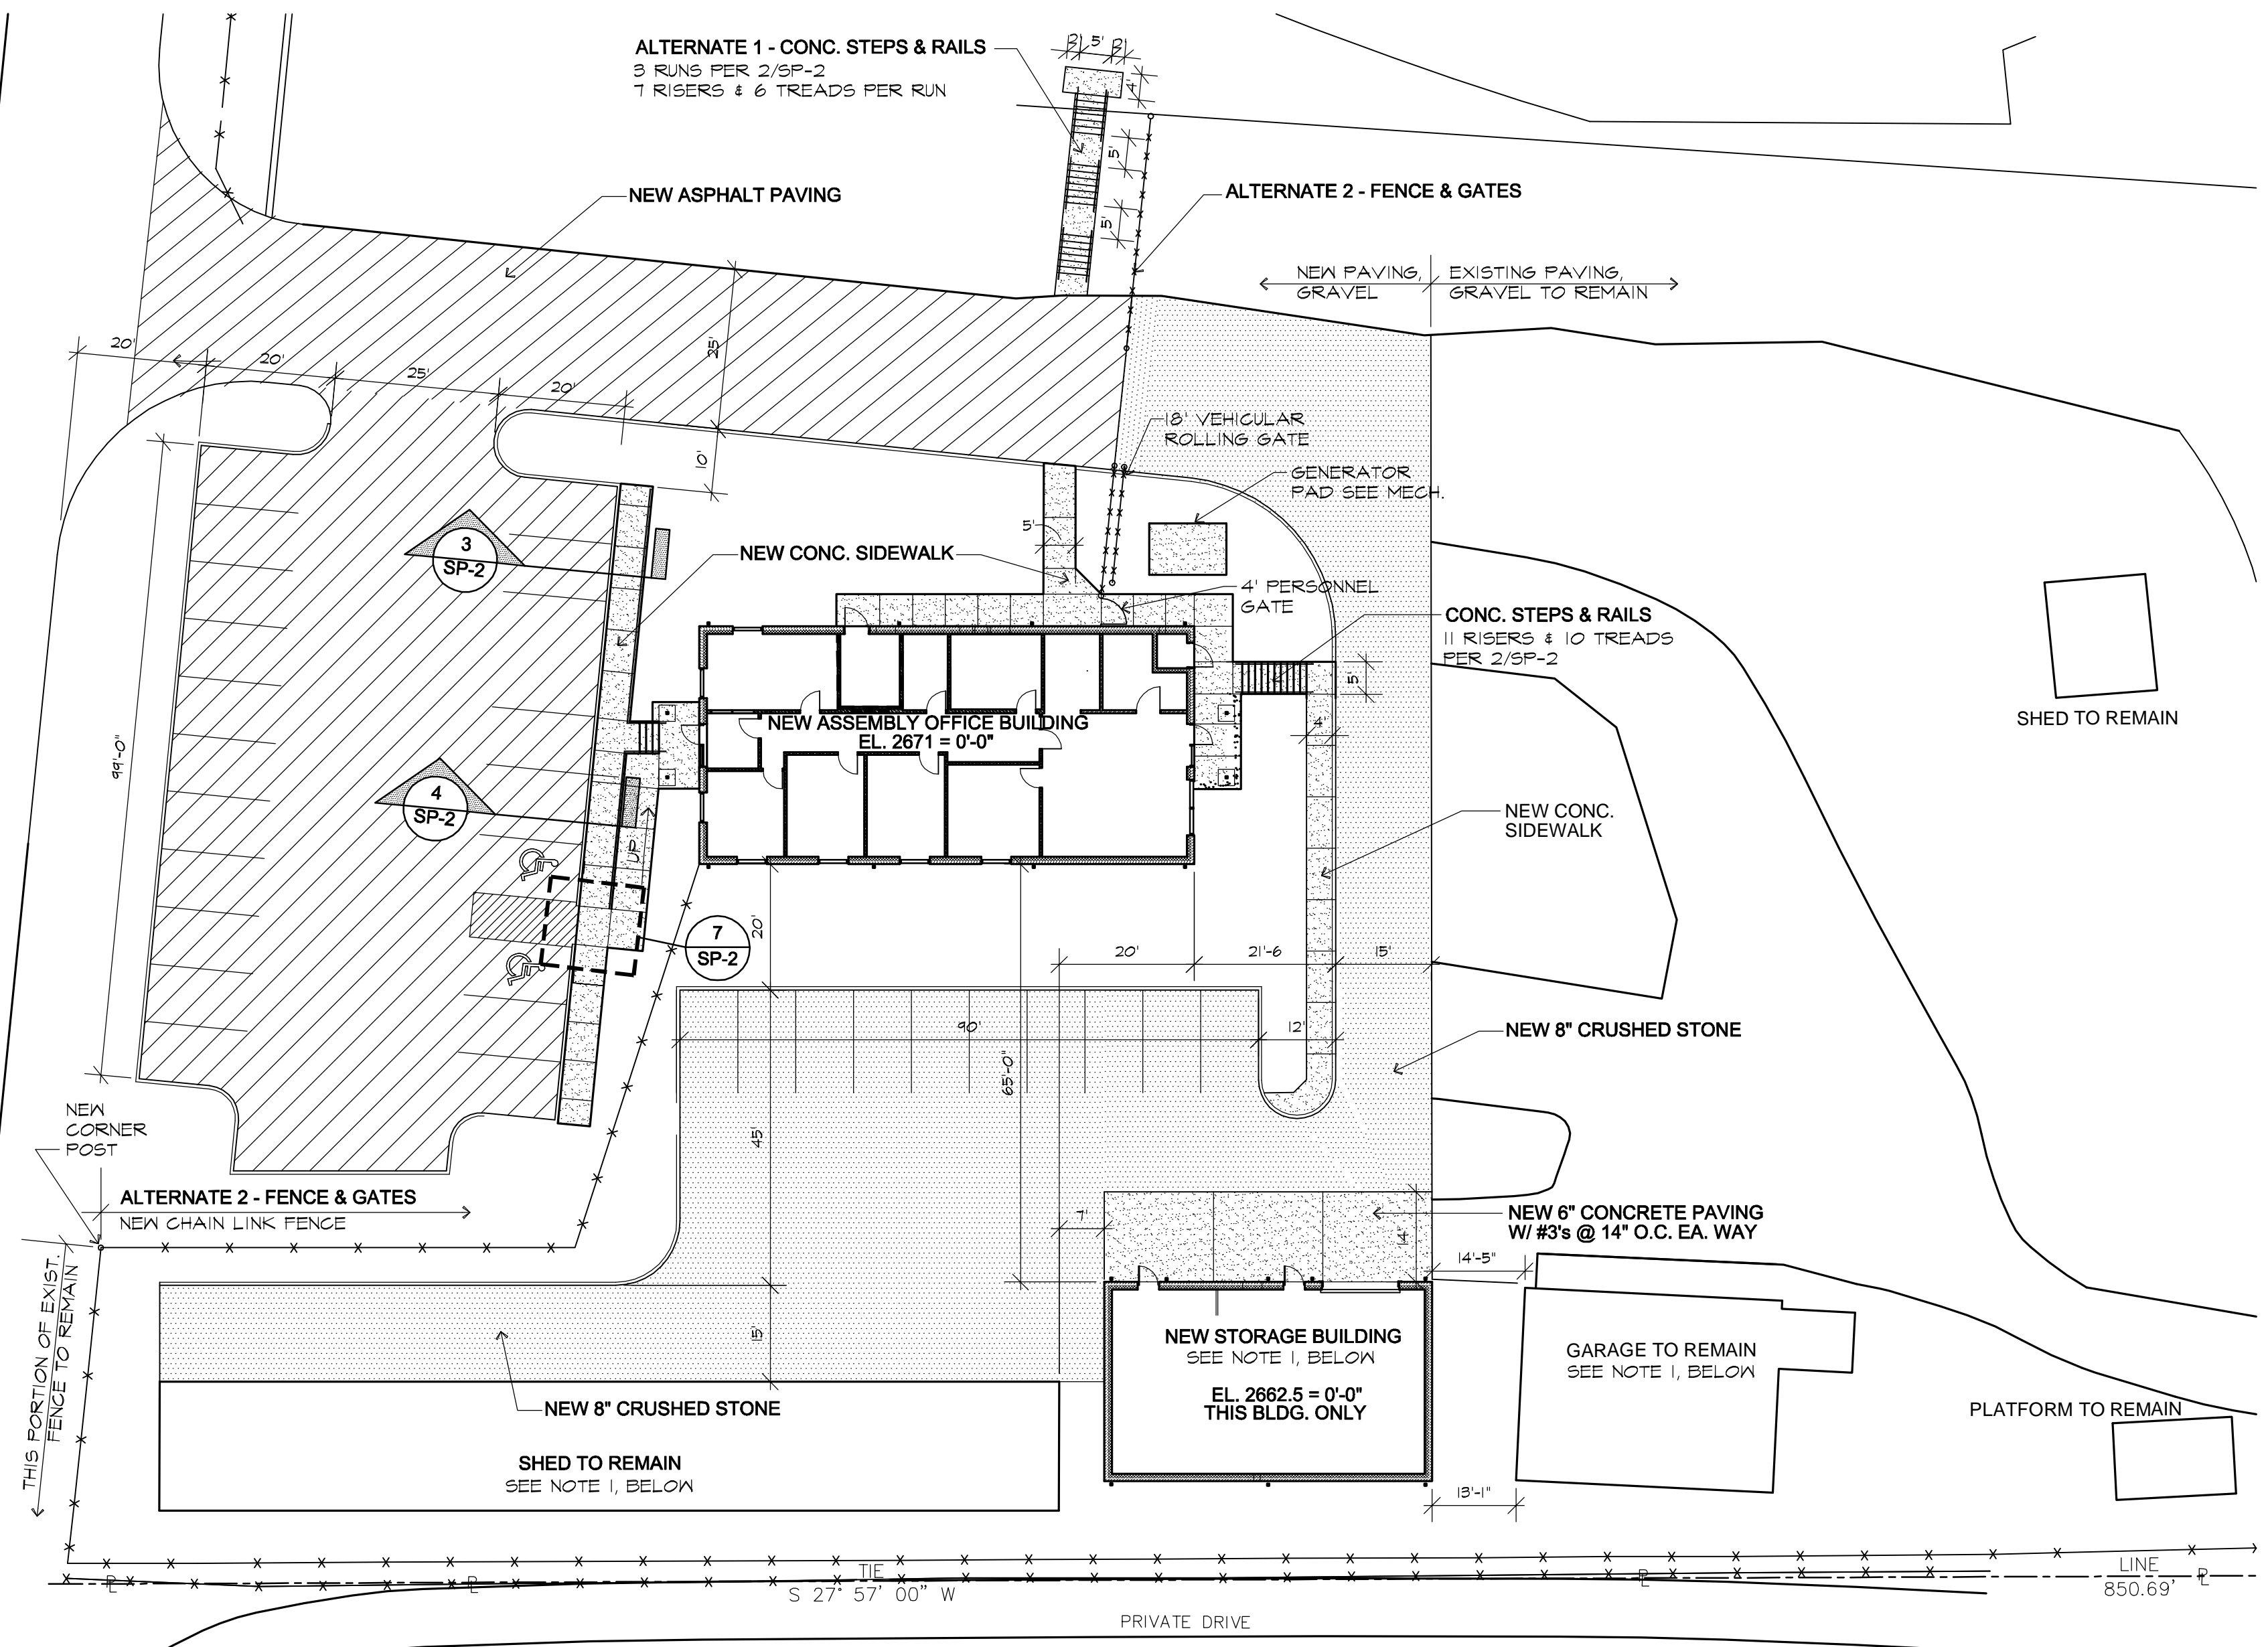 ALTERNATE 1 - CONC. STEPS & RAILS
3 RUNS PER 2/SP-2
7 RISERS & 6 TREADS PER RUN
3'
5'
3'
4'
5'
5'
NEW ASPHALT PAVING
ALTERNATE 2 - FENCE & GATES
NEW PAVING,
GRAVEL
EXISTING PAVING,
GRAVEL TO REMAIN
20'
20'
25'
20'
25'
10'
18' VEHICULAR
ROLLING GATE
GENERATOR
PAD SEE MECH.
5'
3
SP-2
NEW CONC. SIDEWALK
4' PERSONNEL
GATE
CONC. STEPS & RAILS
11 RISERS & 10 TREADS
PER 2/SP-2
5'
4'
NEW ASSEMBLY OFFICE BUILDING
EL. 2671 = 0'-0"
SHED TO REMAIN
99'-0"
4
SP-2
UP
NEW CONC.
SIDEWALK
7
SP-2
20'
20'
21'-6
15'
90'
12'
65'-0"
45'
NEW 8" CRUSHED STONE
NEW
CORNER
POST
ALTERNATE 2 - FENCE & GATES
NEW CHAIN LINK FENCE
7'
14'
NEW 6" CONCRETE PAVING
W/ #3's @ 14" O.C. EA. WAY
14'-5"
THIS PORTION OF EXIST.
FENCE TO REMAIN
15'
NEW STORAGE BUILDING
SEE NOTE 1, BELOW
EL. 2662.5 = 0'-0"
THIS BLDG. ONLY
GARAGE TO REMAIN
SEE NOTE 1, BELOW
NEW 8" CRUSHED STONE
PLATFORM TO REMAIN
SHED TO REMAIN
SEE NOTE 1, BELOW
13'-1"
TIE
S 27° 57' 00" W
LINE
850.69'
PL
PL
PL
PL
PRIVATE DRIVE